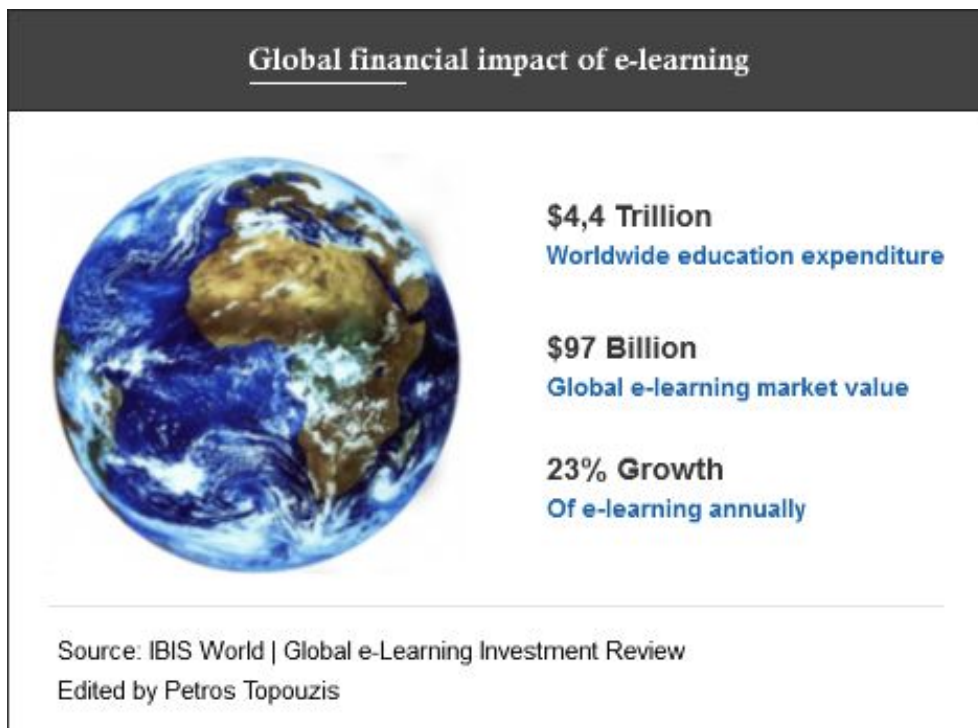 Global financial impact of e-learning
$4,4 Trillion
Worldwide education expenditure
$97 Billion
Global e-learning market value
23% Growth
Of e-learning annually
Source: IBIS World | Global e-Learning Investment Review
Edited by Petros Topouzis